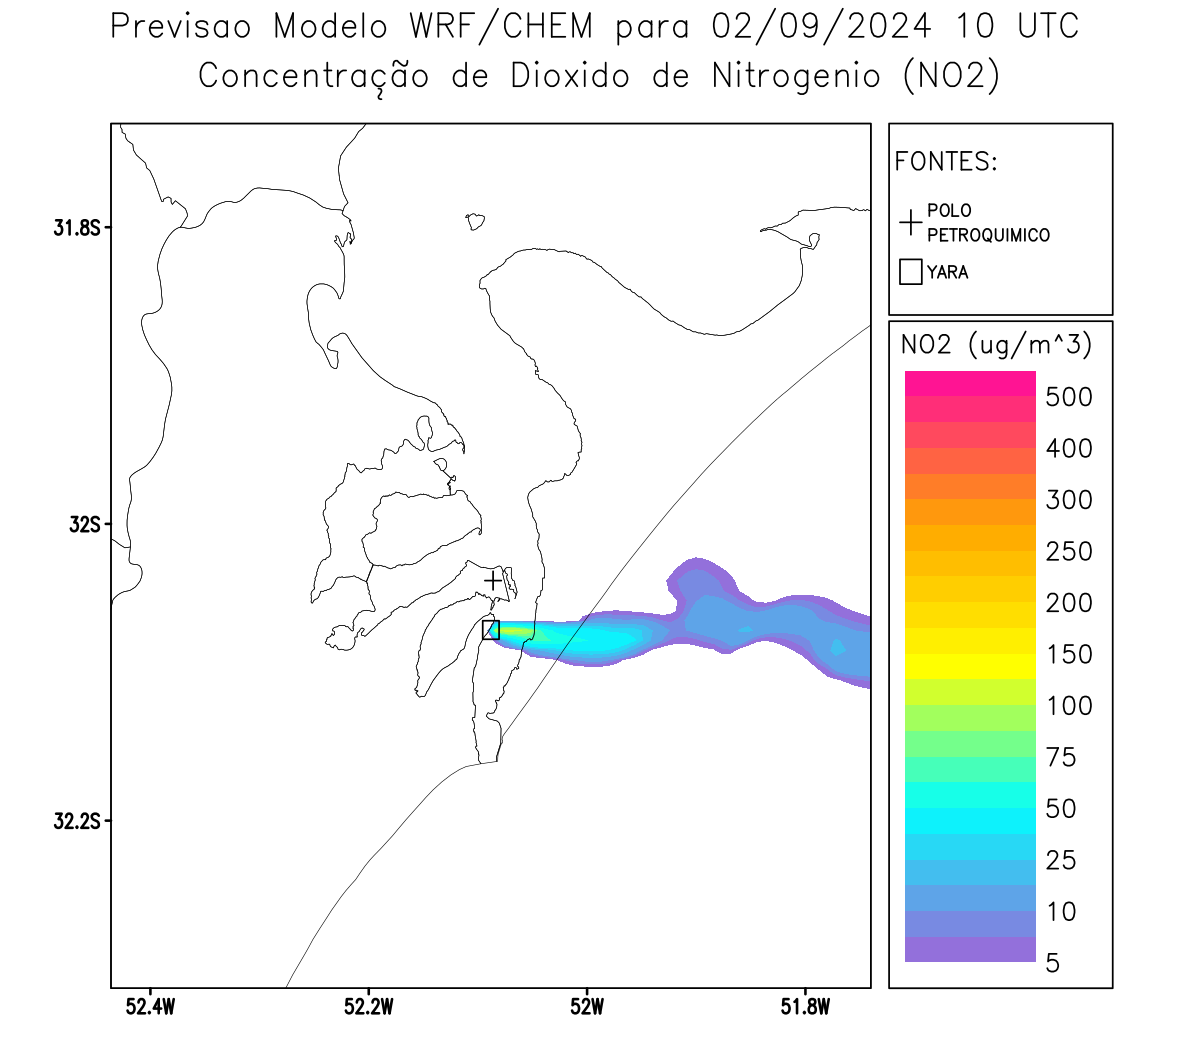 Previsao Modelo WRF/CHEM para 02/09/2024 10 UTC
Concentração de Dioxido de Nitrogenio (NO2)
FONTES:
POLO
PETROQUIMICO
YARA
NO2 (ug/m^3)
500
400
300
250
200
150
100
75
50
25
10
5
31.8S
32S
32.2S
52.4W
52.2W
52W
51.8W